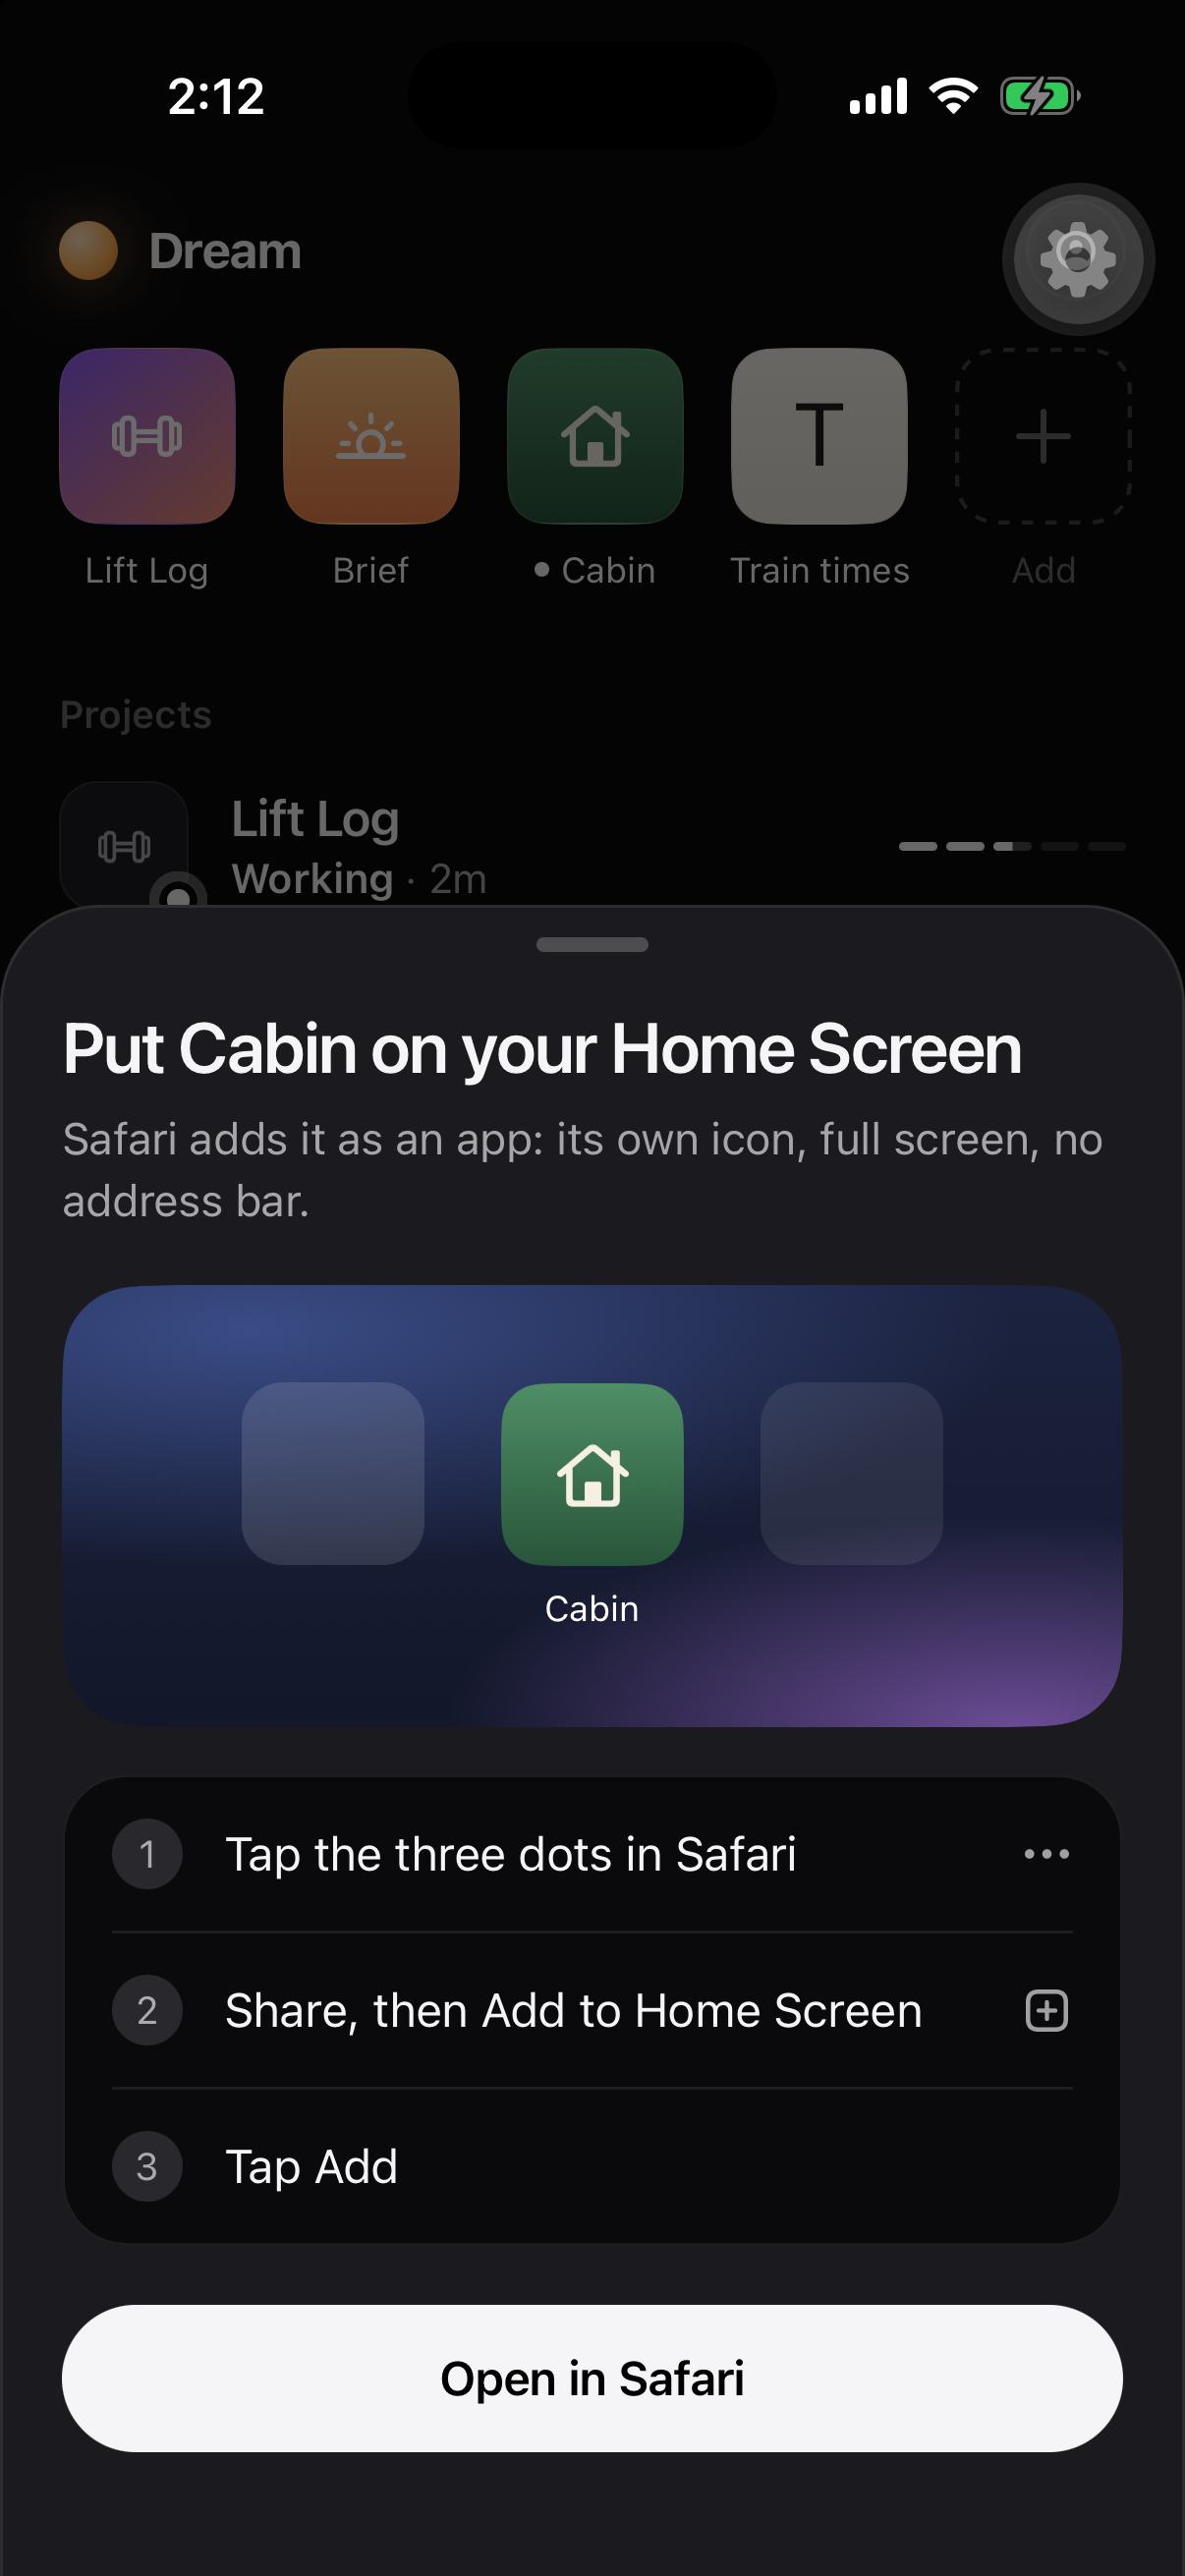 2:12
Dream
T
Lift Log
Brief
Cabin
Train times
Add
Projects
Lift Log
Working · 2m
Put Cabin on your Home Screen
Safari adds it as an app: its own icon, full screen, no
address bar.
Cabin
1 Tap the three dots in Safari
2 Share, then Add to Home Screen
3 Tap Add
Open in Safari